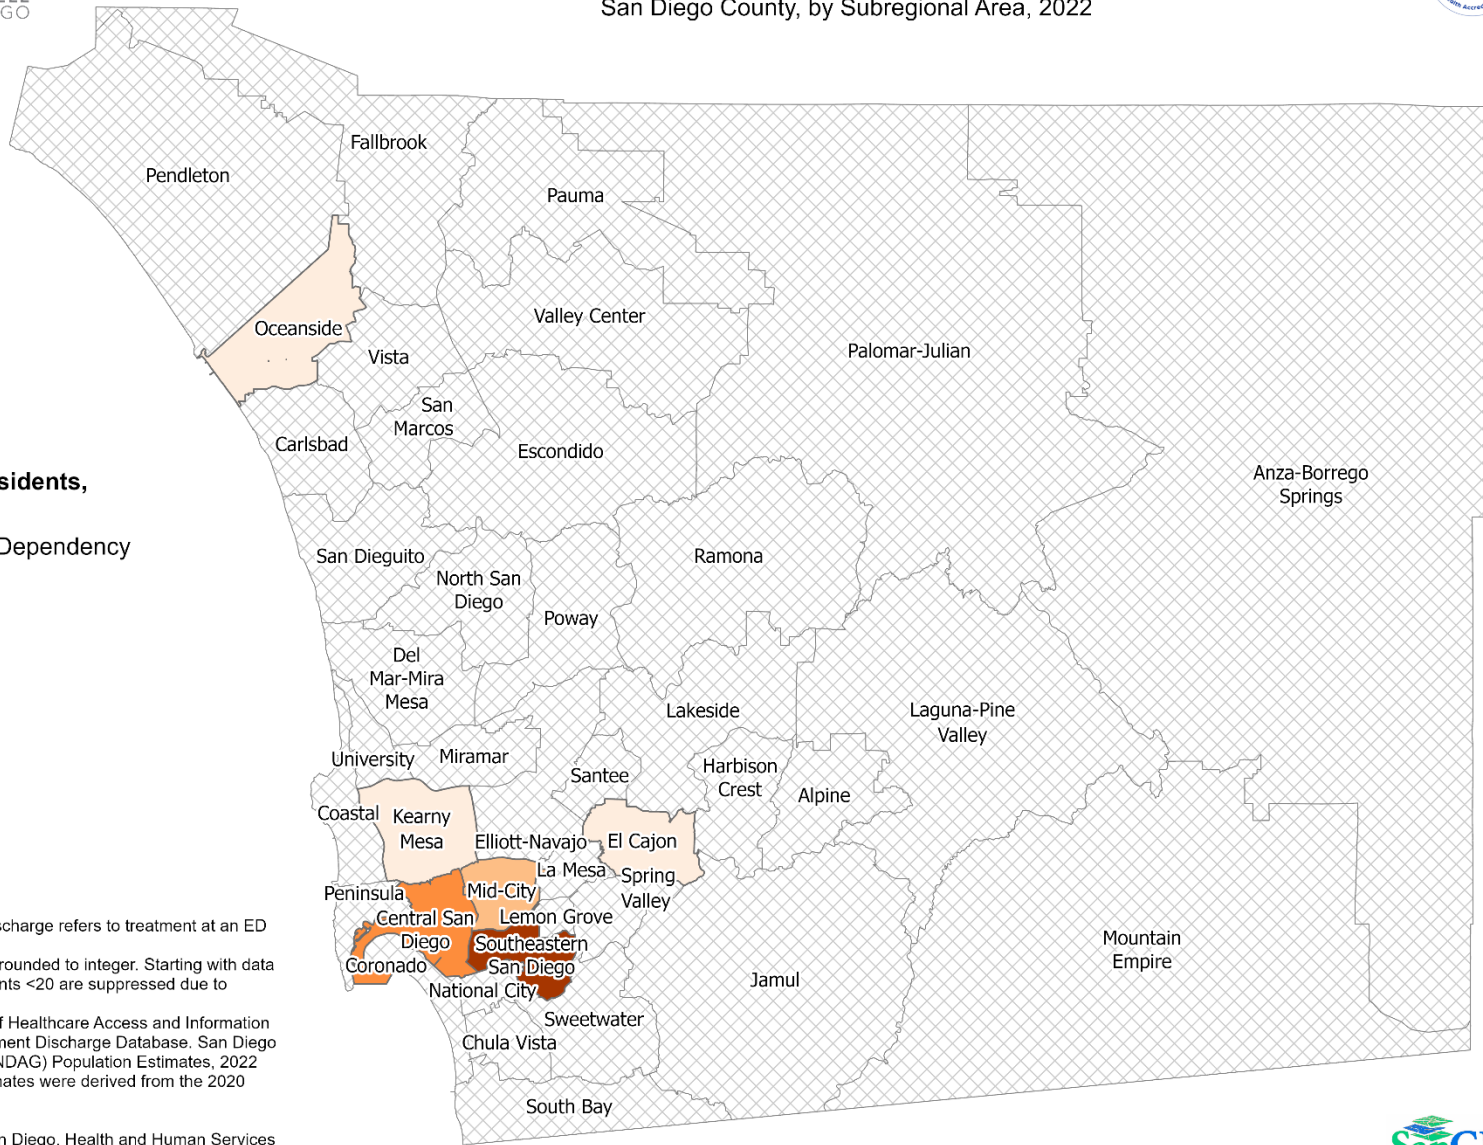 GO
San Diego County, by Subregional Area, 2022
Fallbrook
Pendleton
Pauma
Oceanside
Valley Center
Vista
Palomar-Julian
San
Marcos
Carlsbad
Escondido
Anza-Borrego
Springs
sidents,
Dependency
San Dieguito
North San
Diego
Ramona
Poway
Del
Mar-Mira
Mesa
Lakeside
Laguna-Pine
Valley
University
Miramar
Santee
Harbison
Crest
Alpine
Coastal
Kearny
Mesa
Elliott-Navajo
El Cajon
La Mesa
Spring
Valley
Peninsula
Mid-City
Central San
Diego
Lemon Grove
Southeastern
San Diego
Coronado
National City
Jamul
Mountain
Empire
Sweetwater
Chula Vista
South Bay
scharge refers to treatment at an ED
rounded to integer. Starting with data
nts <20 are suppressed due to
f Healthcare Access and Information
ment Discharge Database. San Diego
NDAG) Population Estimates, 2022
nates were derived from the 2020
n Diego, Health and Human Services